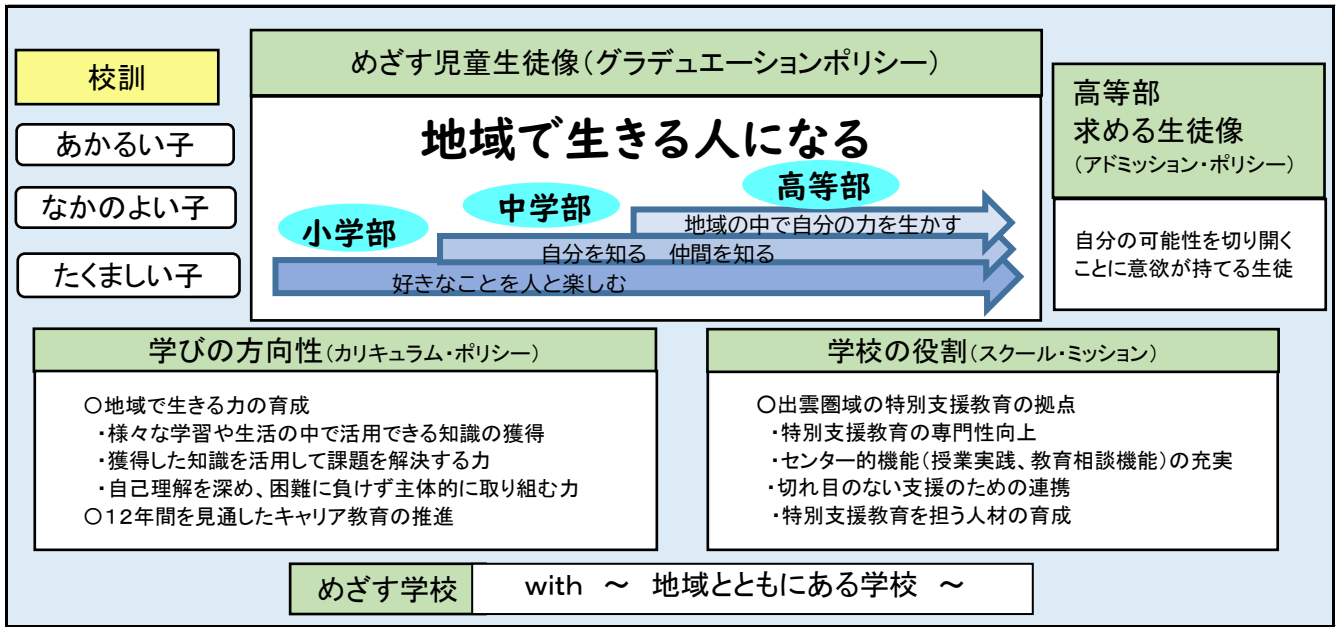 校訓
あかるい子
なかのよい子
たくましい子
めざす児童生徒像(グラデュエーションポリシー)
地域で生きる人になる
小学部
中学部
高等部
地域の中で自分の力を生かす
自分を知る 仲間を知る
好きなことを人と楽しむ
高等部
求める生徒像
(アドミッション・ポリシー)
自分の可能性を切り開く
ことに意欲が持てる生徒
学びの方向性(カリキュラム・ポリシー)
〇地域で生きる力の育成
・様々な学習や生活の中で活用できる知識の獲得
・獲得した知識を活用して課題を解決する力
・自己理解を深め、困難に負けず主体的に取り組む力
〇12年間を見通したキャリア教育の推進
学校の役割(スクール・ミッション)
〇出雲圏域の特別支援教育の拠点
・特別支援教育の専門性向上
・センター的機能(授業実践、教育相談機能)の充実
・切れ目のない支援のための連携
・特別支援教育を担う人材の育成
めざす学校
with ～ 地域とともにある学校 ～